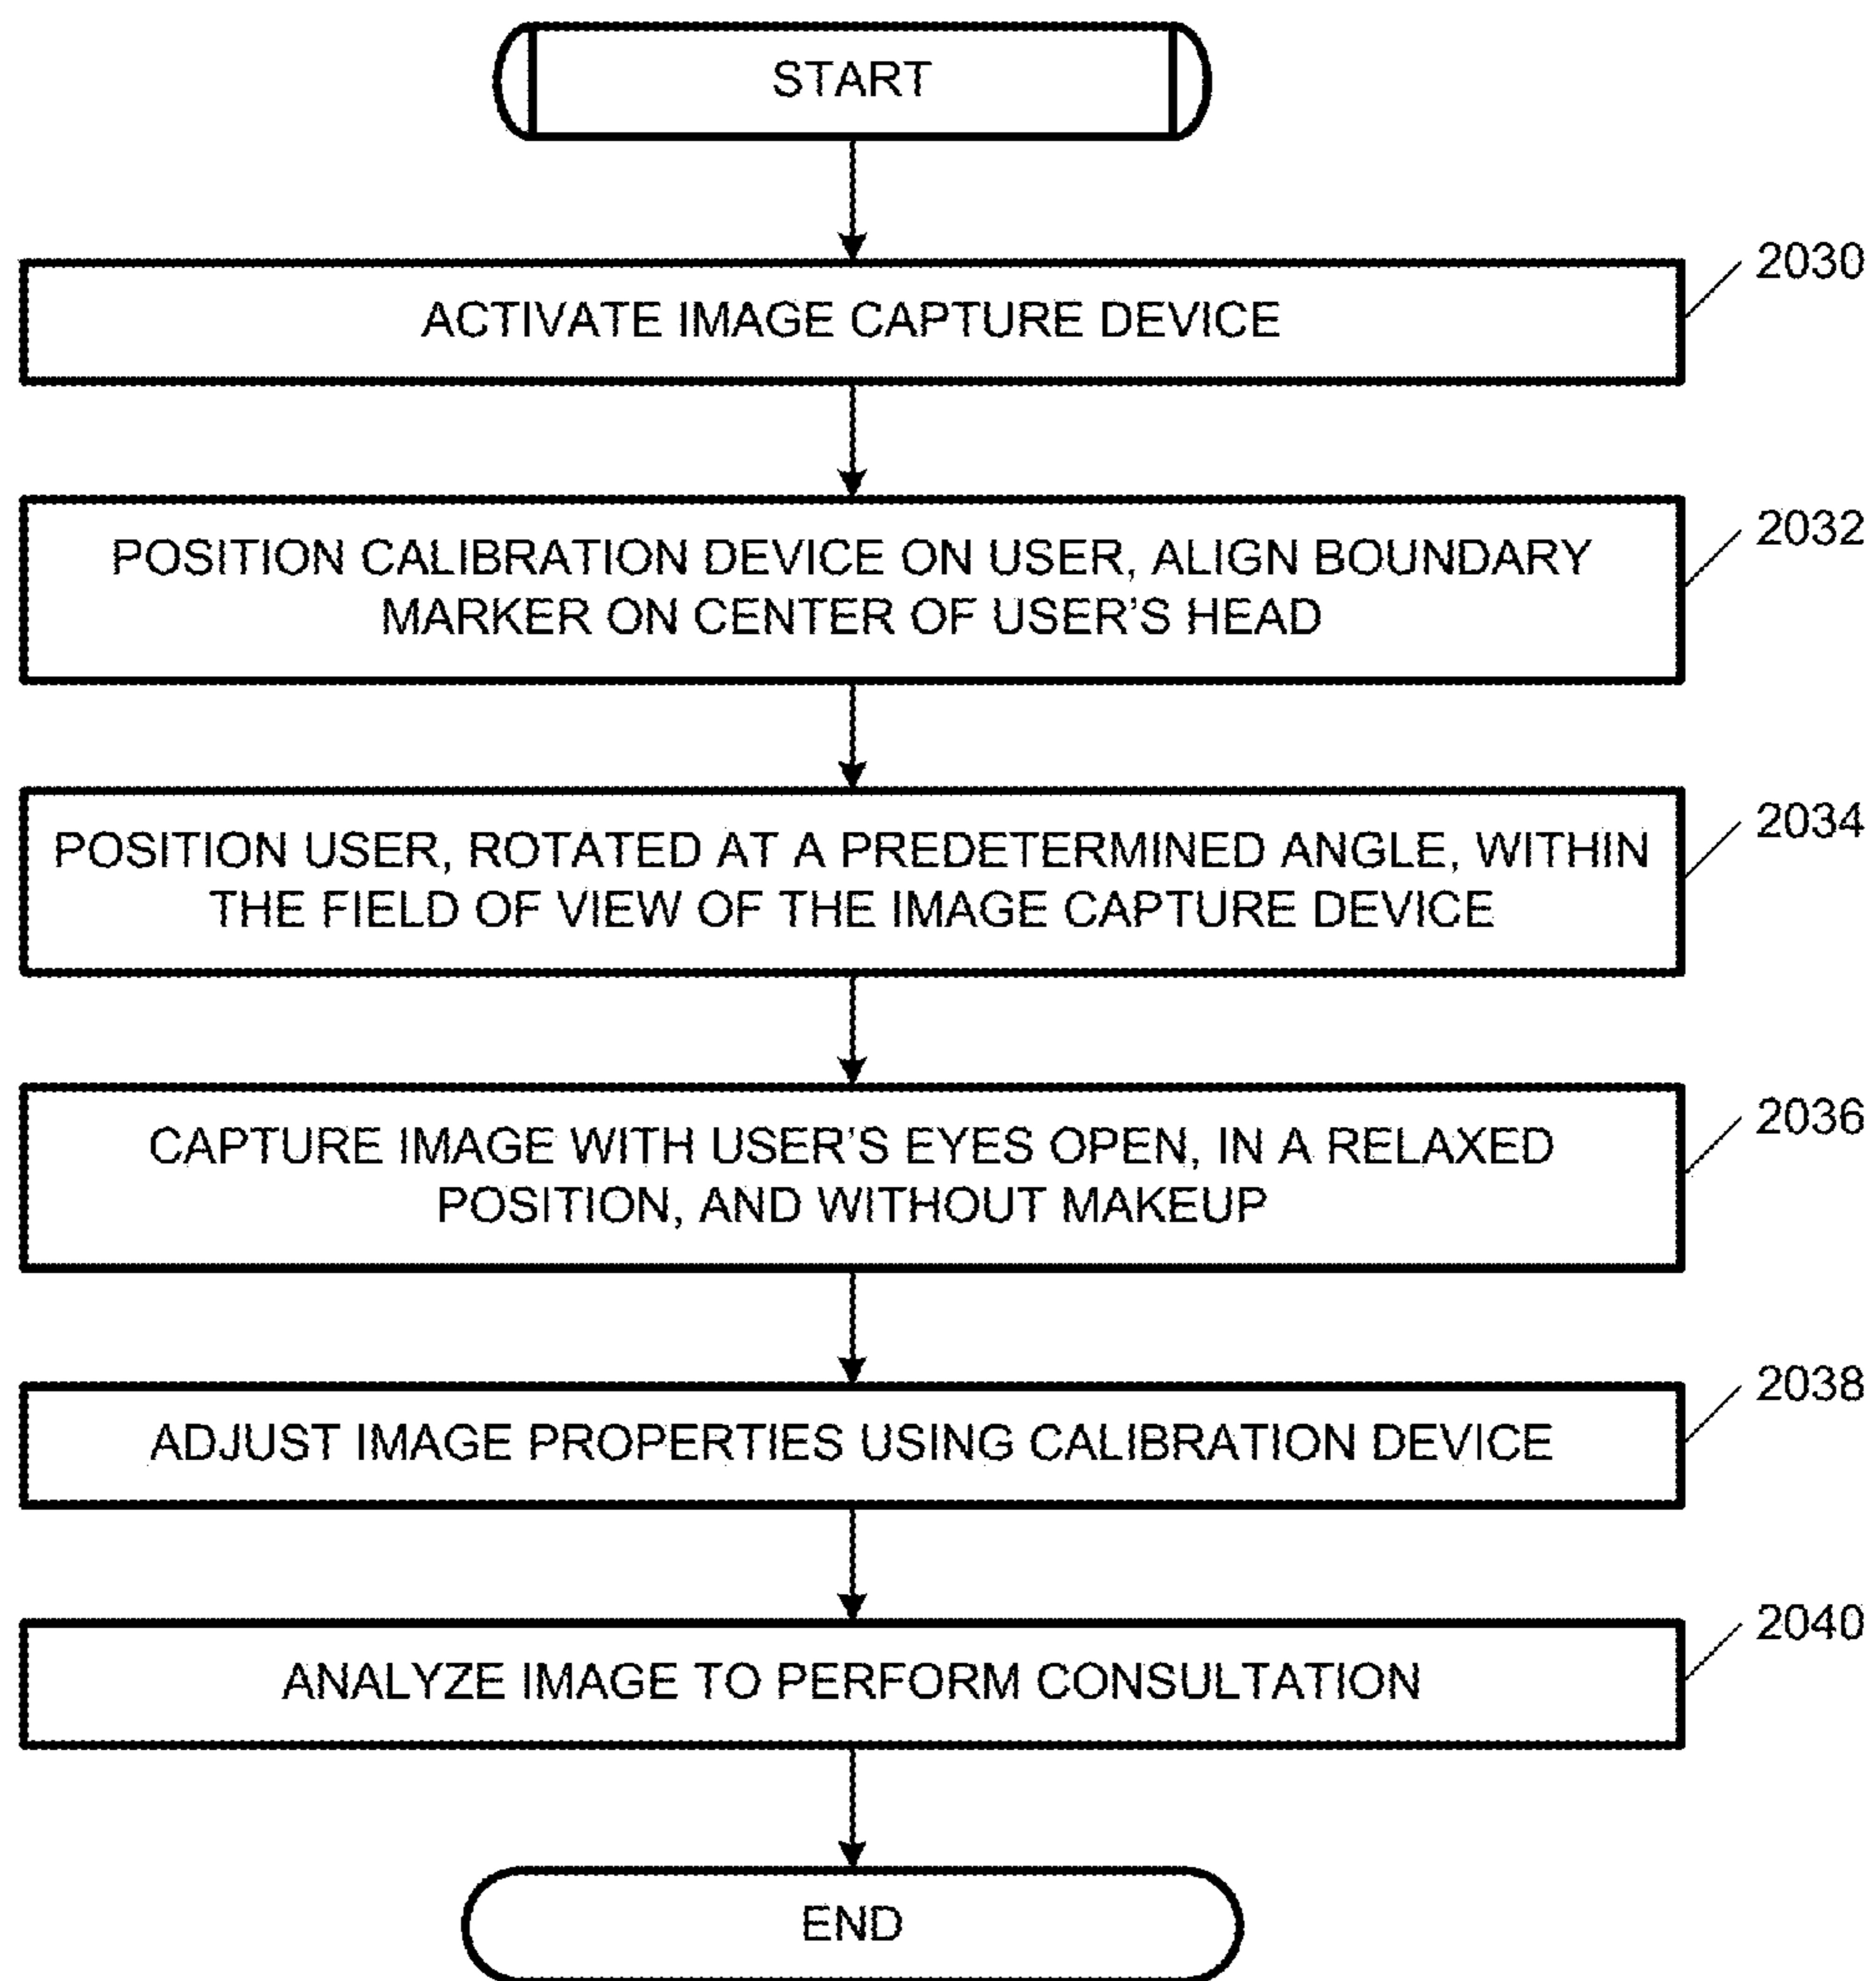 START
2030
ACTIVATE IMAGE CAPTURE DEVICE
2032
POSITION CALIBRATION DEVICE ON USER, ALIGN BOUNDARY
MARKER ON CENTER OF USER'S HEAD
2034
POSITION USER, ROTATED AT A PREDETERMINED ANGLE, WITHIN
THE FIELD OF VIEW OF THE IMAGE CAPTURE DEVICE
2036
CAPTURE IMAGE WITH USER'S EYES OPEN, IN A RELAXED
POSITION, AND WITHOUT MAKEUP
2038
ADJUST IMAGE PROPERTIES USING CALIBRATION DEVICE
2040
ANALYZE IMAGE TO PERFORM CONSULTATION
END